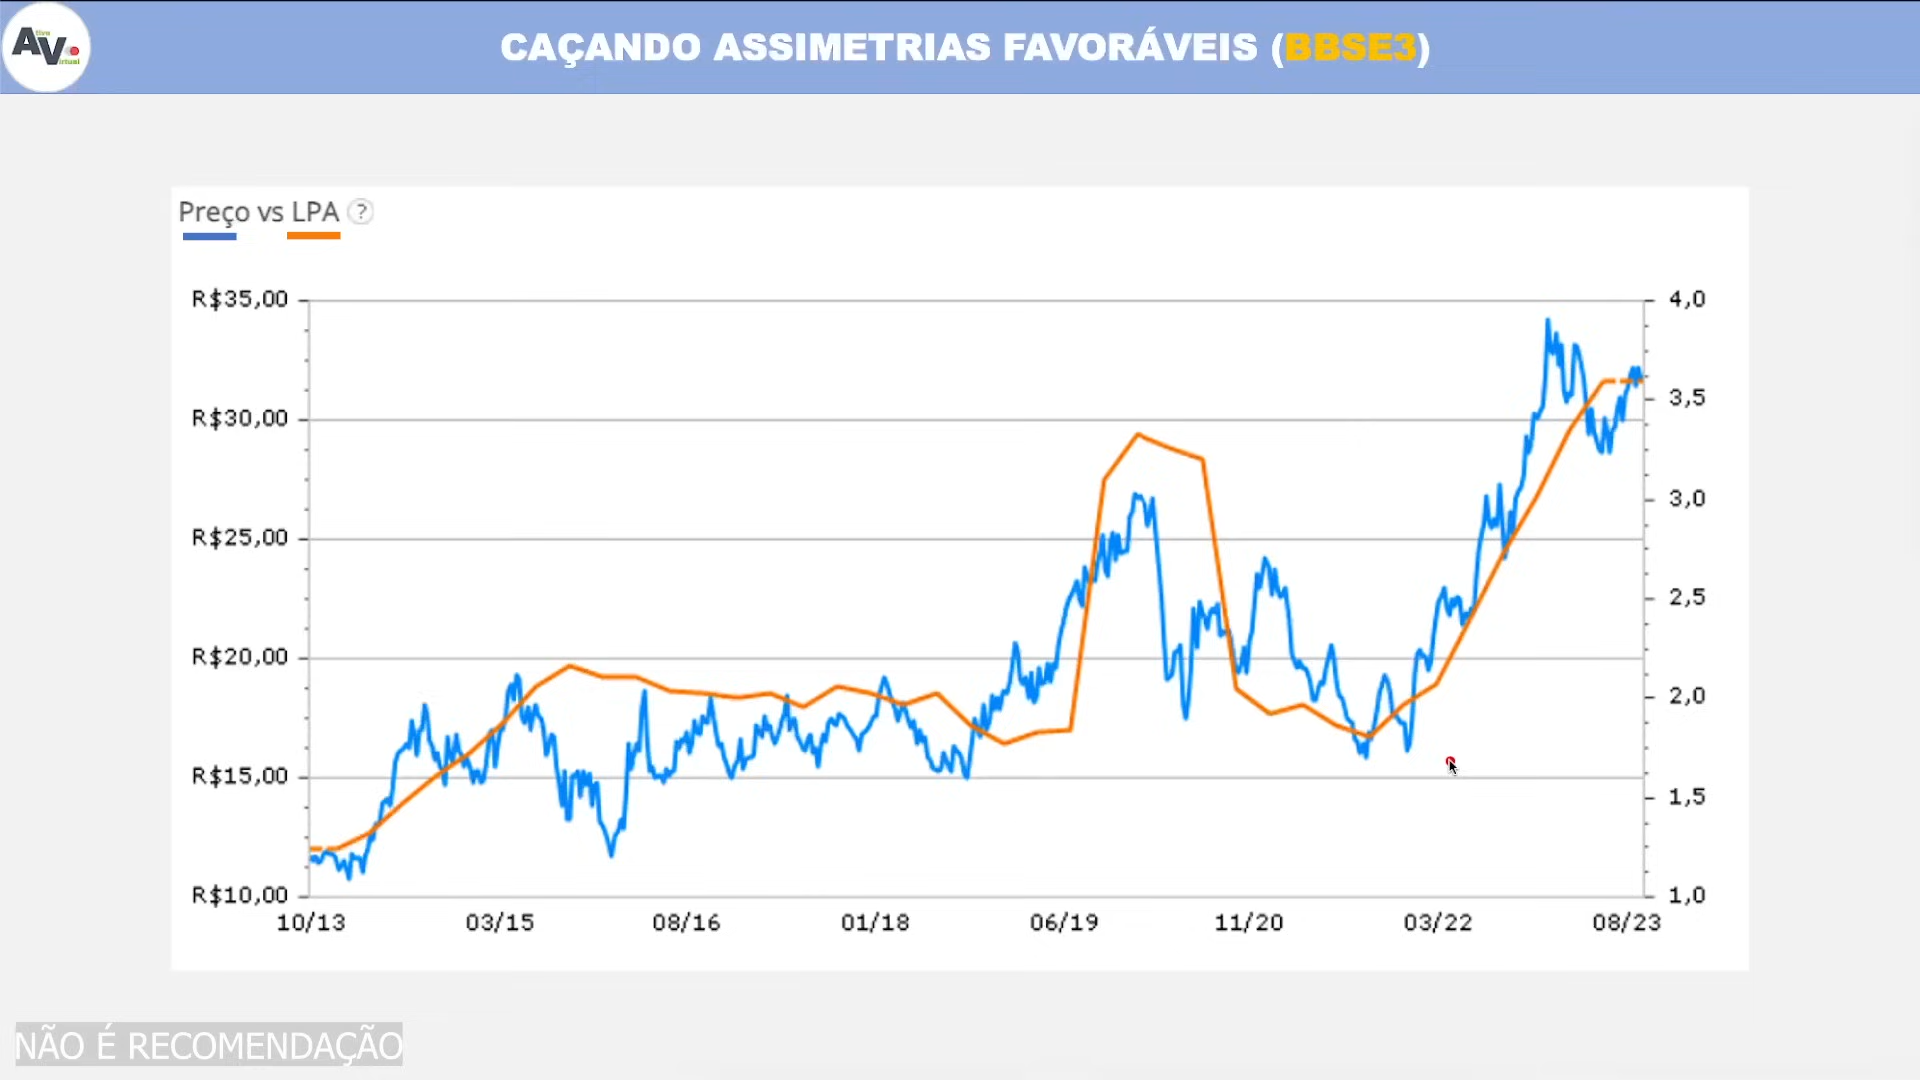 Ativo
Virtual
CAÇANDO ASSIMETRIAS FAVORÁVEIS (BBSE3)
Preço vs LPA ?
R$35,00
R$30,00
R$25,00
R$20,00
R$15,00
R$10,00
4,0
3,5
3,0
2,5
2,0
1,5
1,0
10/13 03/15 08/16 01/18 06/19 11/20 03/22 08/23
NÃO É RECOMENDAÇÃO